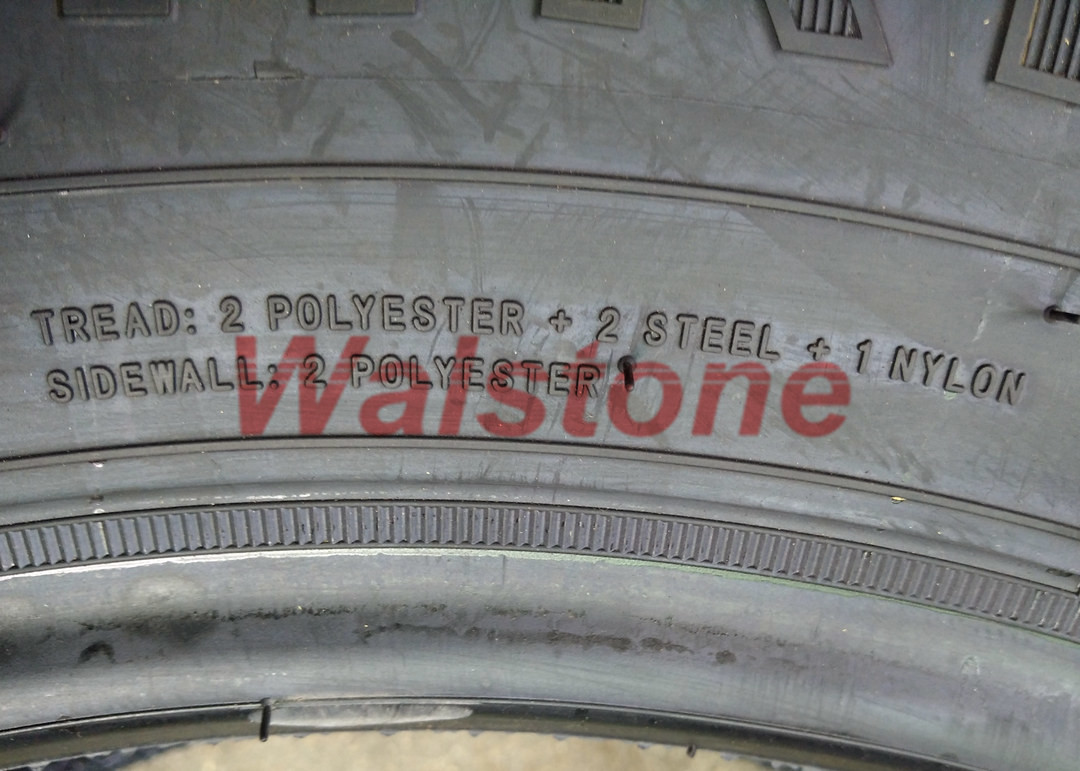 TREAD: 2 POLYESTER + 2 STEEL + 1 NYLON
SIDEWALL: 2 POLYESTER
Walstone